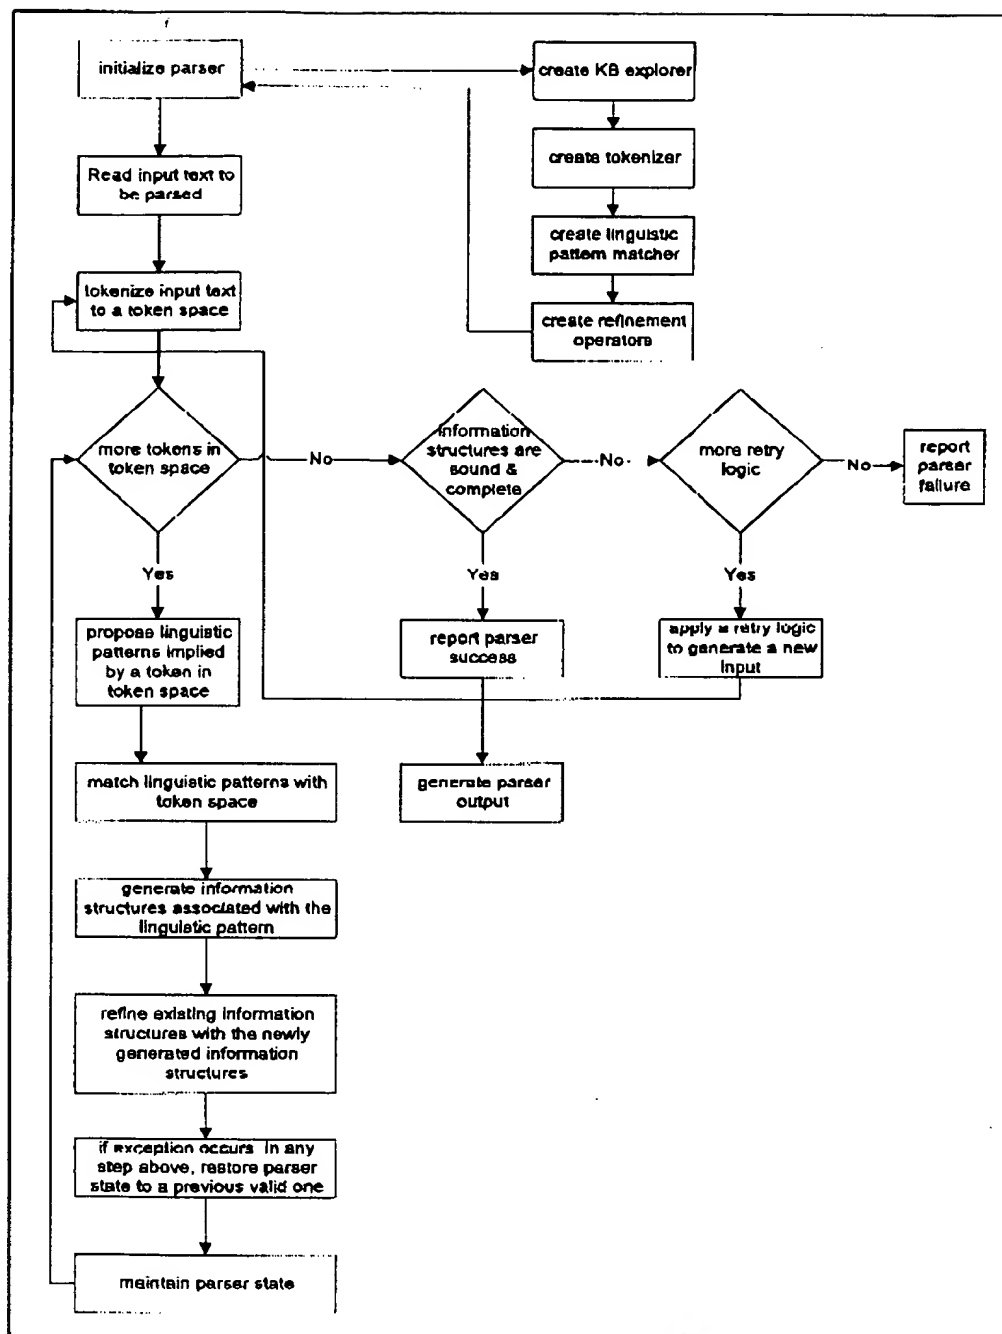 initialize parser
create KB explorer
create tokenizer
Read input text to
be parsed
create linguistic
pattern matcher
tokenize input text
to a token space
create refinement
operators
more tokens in
token space
No
information
structures are
sound &
complete
No
more retry
logic
No
report
parser
failure
Yes
Yes
Yes
propose linguistic
patterns implied
by a token in
token space
report parser
success
apply a retry logic
to generate a new
input
match linguistic patterns with
token space
generate parser
output
generate information
structures associated with the
linguistic pattern
refine existing information
structures with the newly
generated information
structures
if exception occurs in any
step above, restore parser
state to a previous valid one
maintain parser state